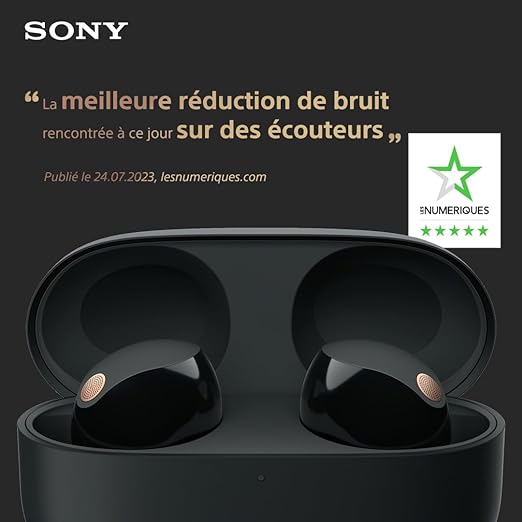 SONY
“ La meilleure réduction de bruit
rencontrée à ce jour sur des écouteurs „
Publié le 24.07.2023, lesnumeriques.com
LES NUMERIQUES